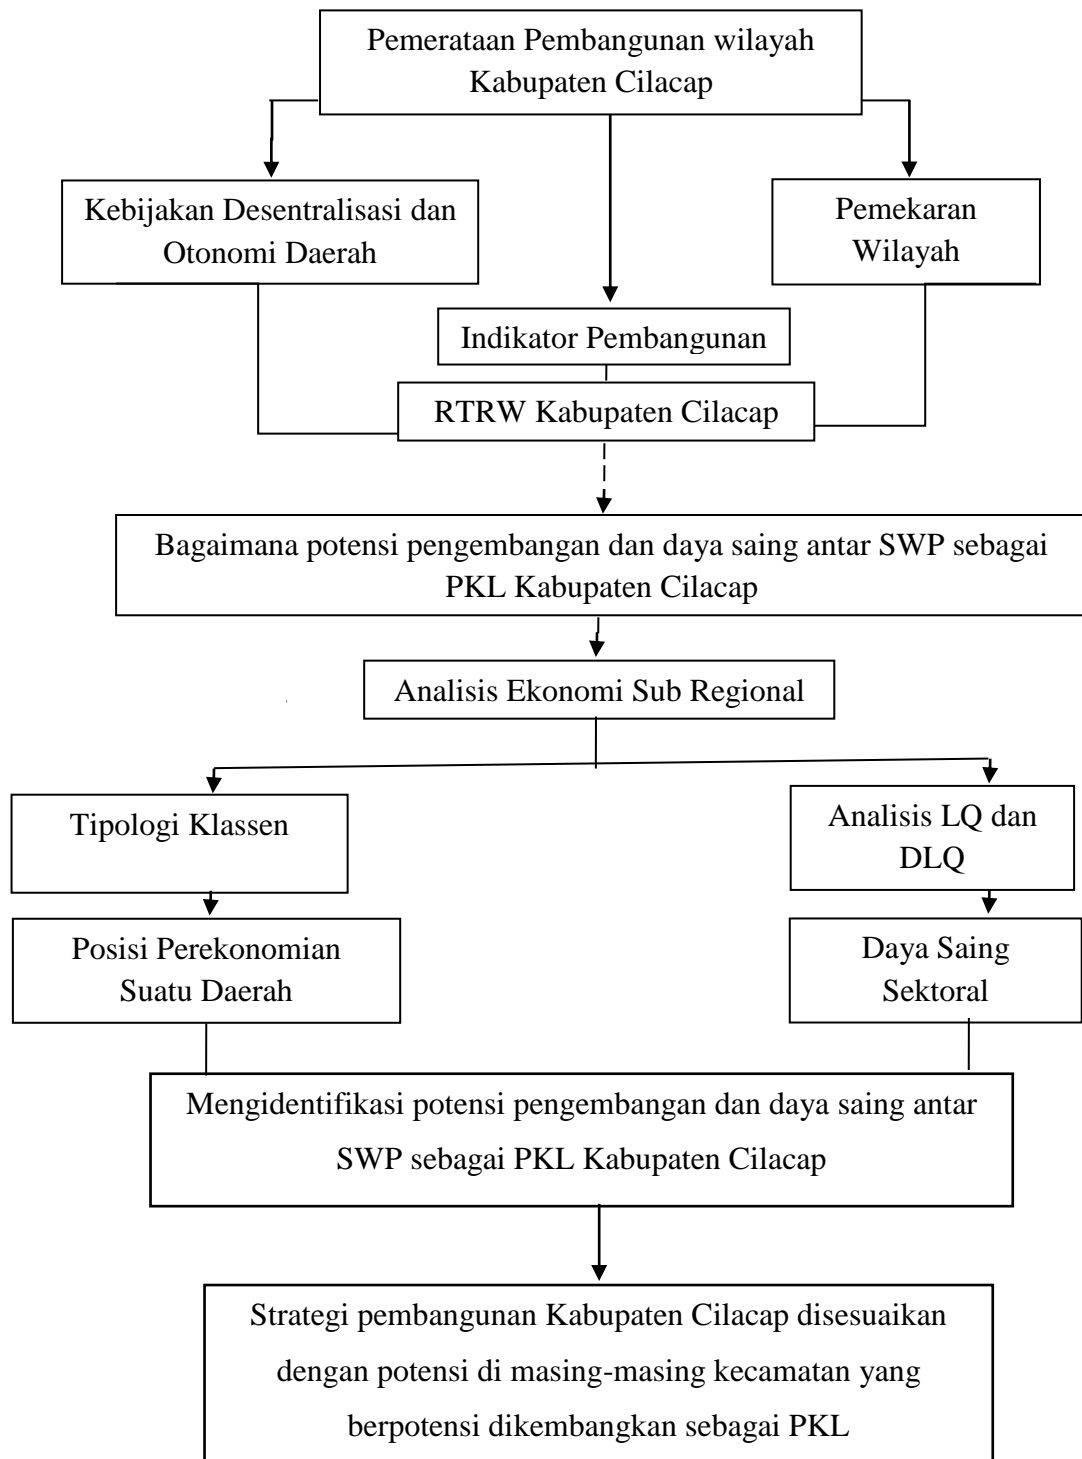 Pemerataan Pembangunan wilayah
Kabupaten Cilacap
Kebijakan Desentralisasi dan
Otonomi Daerah
Pemekaran
Wilayah
Indikator Pembangunan
RTRW Kabupaten Cilacap
Bagaimana potensi pengembangan dan daya saing antar SWP sebagai
PKL Kabupaten Cilacap
Analisis Ekonomi Sub Regional
Tipologi Klassen
Analisis LQ dan
DLQ
Posisi Perekonomian
Suatu Daerah
Daya Saing
Sektoral
Mengidentifikasi potensi pengembangan dan daya saing antar
SWP sebagai PKL Kabupaten Cilacap
Strategi pembangunan Kabupaten Cilacap disesuaikan
dengan potensi di masing-masing kecamatan yang
berpotensi dikembangkan sebagai PKL